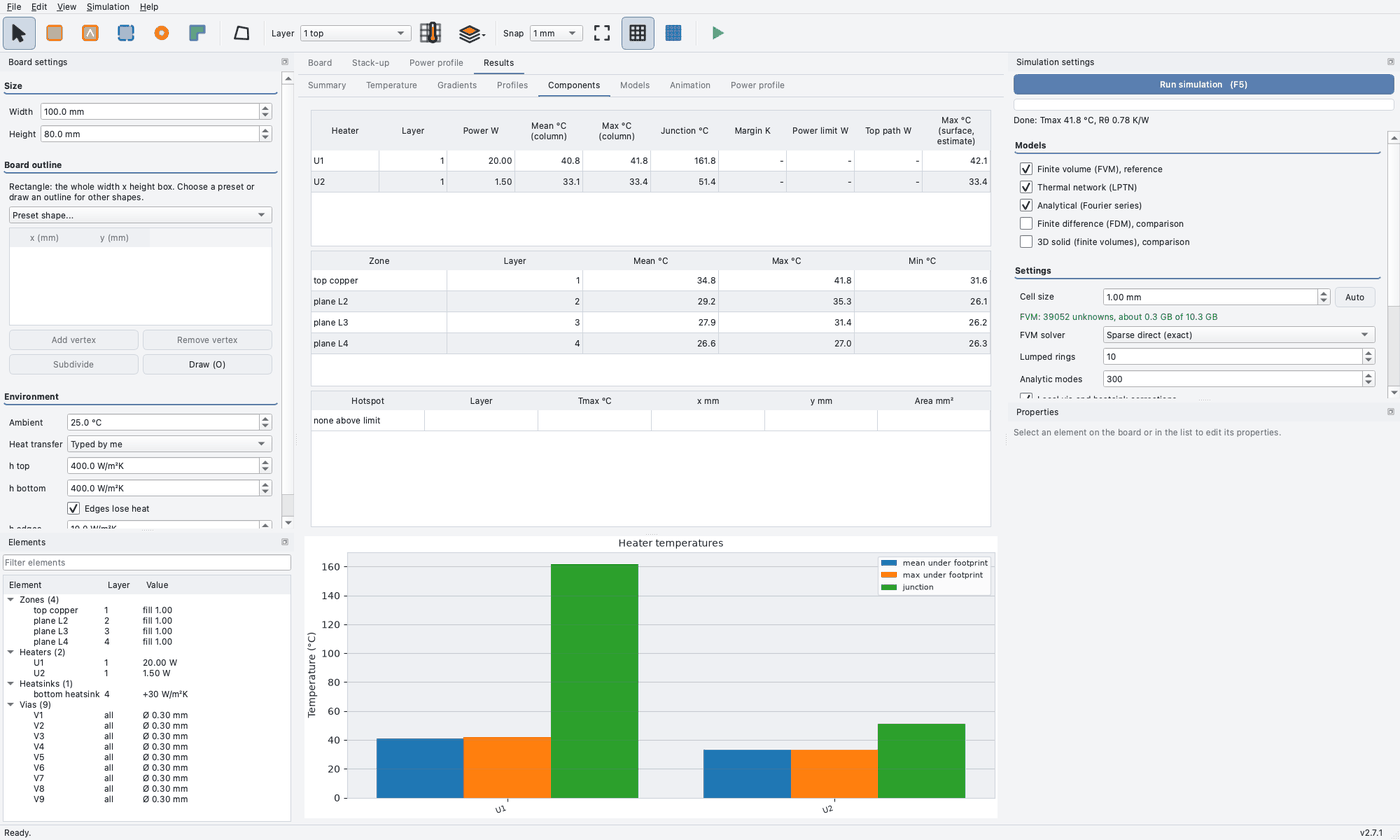 File Edit View Simulation Help
Layer 1 top Snap 1 mm
Board settings
Size
Width 100.0 mm
Height 80.0 mm
Board outline
Rectangle: the whole width x height box. Choose a preset or
draw an outline for other shapes.
Preset shape...
x (mm) y (mm)
Add vertex Remove vertex
Subdivide Draw (O)
Environment
Ambient 25.0 °C
Heat transfer Typed by me
h top 400.0 W/m²K
h bottom 400.0 W/m²K
Edges lose heat
h edges 10.0 W/m²K
Elements
Filter elements
Element Layer Value
Zones (4)
top copper 1 fill 1.00
plane L2 2 fill 1.00
plane L3 3 fill 1.00
plane L4 4 fill 1.00
Heaters (2)
U1 1 20.00 W
U2 1 1.50 W
Heatsinks (1)
bottom heatsink 4 +30 W/m²K
Vias (9)
V1 all Ø 0.30 mm
V2 all Ø 0.30 mm
V3 all Ø 0.30 mm
V4 all Ø 0.30 mm
V5 all Ø 0.30 mm
V6 all Ø 0.30 mm
V7 all Ø 0.30 mm
V8 all Ø 0.30 mm
V9 all Ø 0.30 mm
Board Stack-up Power profile Results
Summary Temperature Gradients Profiles Components Models Animation Power profile
Heater Layer Power W Mean °C (column) Max °C (column) Junction °C Margin K Power limit W Top path W Max °C (surface, estimate)
U1 1 20.00 40.8 41.8 161.8 - - - 42.1
U2 1 1.50 33.1 33.4 51.4 - - - 33.4
Zone Layer Mean °C Max °C Min °C
top copper 1 34.8 41.8 31.6
plane L2 2 29.2 35.3 26.1
plane L3 3 27.9 31.4 26.2
plane L4 4 26.6 27.0 26.3
Hotspot Layer Tmax °C x mm y mm Area mm²
none above limit
Heater temperatures
mean under footprint
max under footprint
junction
Temperature (°C)
160
140
120
100
80
60
40
20
0
U1 U2
Simulation settings
Run simulation (F5)
Done: Tmax 41.8 °C, Rθ 0.78 K/W
Models
Finite volume (FVM), reference
Thermal network (LPTN)
Analytical (Fourier series)
Finite difference (FDM), comparison
3D solid (finite volumes), comparison
Settings
Cell size 1.00 mm Auto
FVM: 39052 unknowns, about 0.3 GB of 10.3 GB
FVM solver Sparse direct (exact)
Lumped rings 10
Analytic modes 300
Properties
Select an element on the board or in the list to edit its properties.
Ready. v2.7.1